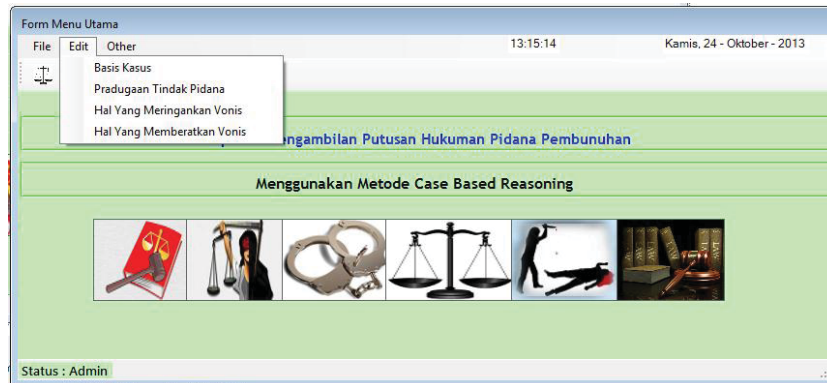 Form Menu Utama
File Edit Other 13:15:14 Kamis, 24 - Oktober - 2013
Basis Kasus
Pradugaan Tindak Pidana
Hal Yang Meringankan Vonis
Hal Yang Memberatkan Vonis
Putusan Hukuman Pidana Pembunuhan
Menggunakan Metode Case Based Reasoning
Status : Admin